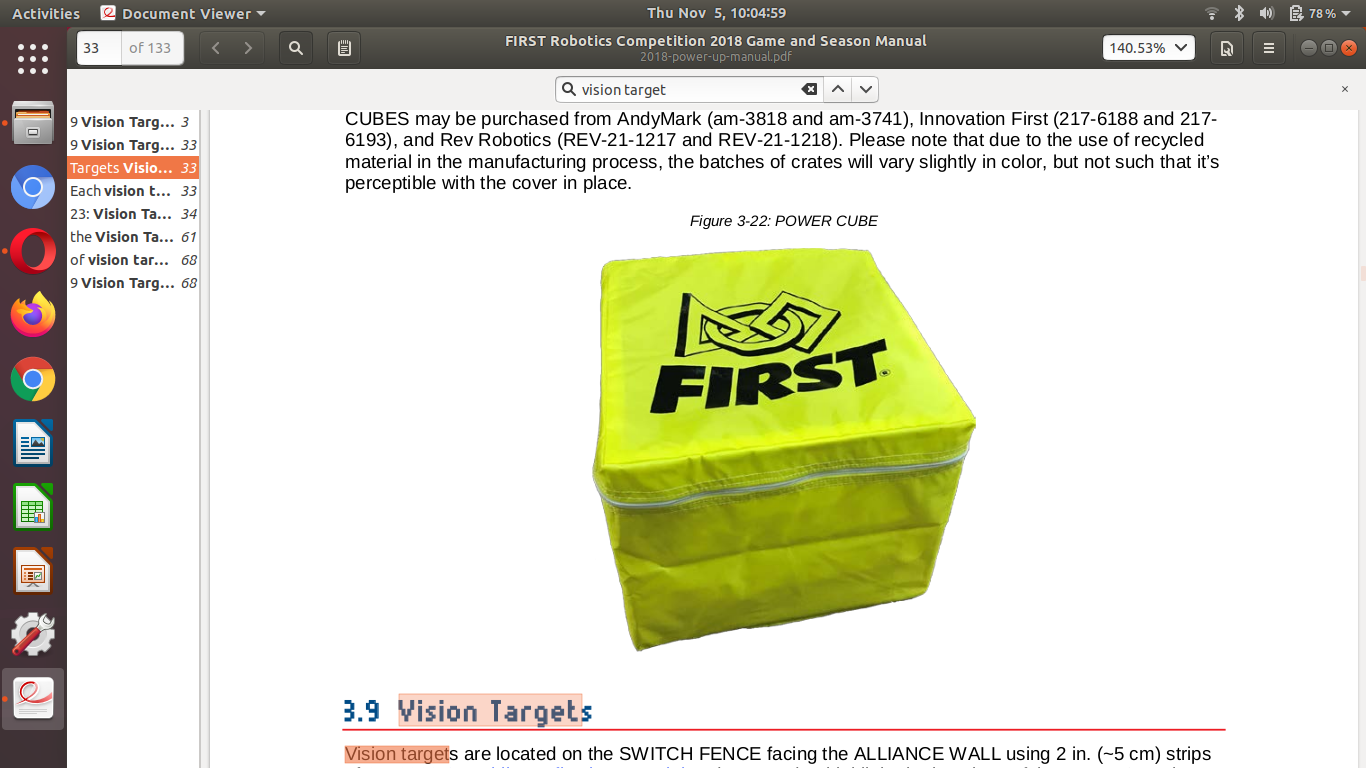 Activities
Document Viewer
Thu Nov 5, 10:04:59
78 %
33
of 133
FIRST Robotics Competition 2018 Game and Season Manual
2018-power-up-manual.pdf
140.53%
vision target
9 Vision Targ... 3
9 Vision Targ... 33
Targets Visio... 33
Each vision t... 33
23: Vision Ta... 34
the Vision Ta... 61
of vision tar... 68
9 Vision Targ... 68
CUBES may be purchased from AndyMark (am-3818 and am-3741), Innovation First (217-6188 and 217-
6193), and Rev Robotics (REV-21-1217 and REV-21-1218). Please note that due to the use of recycled
material in the manufacturing process, the batches of crates will vary slightly in color, but not such that it's
perceptible with the cover in place.
Figure 3-22: POWER CUBE
FIRST®
3.9 Vision Targets
Vision targets are located on the SWITCH FENCE facing the ALLIANCE WALL using 2 in. (~5 cm) strips